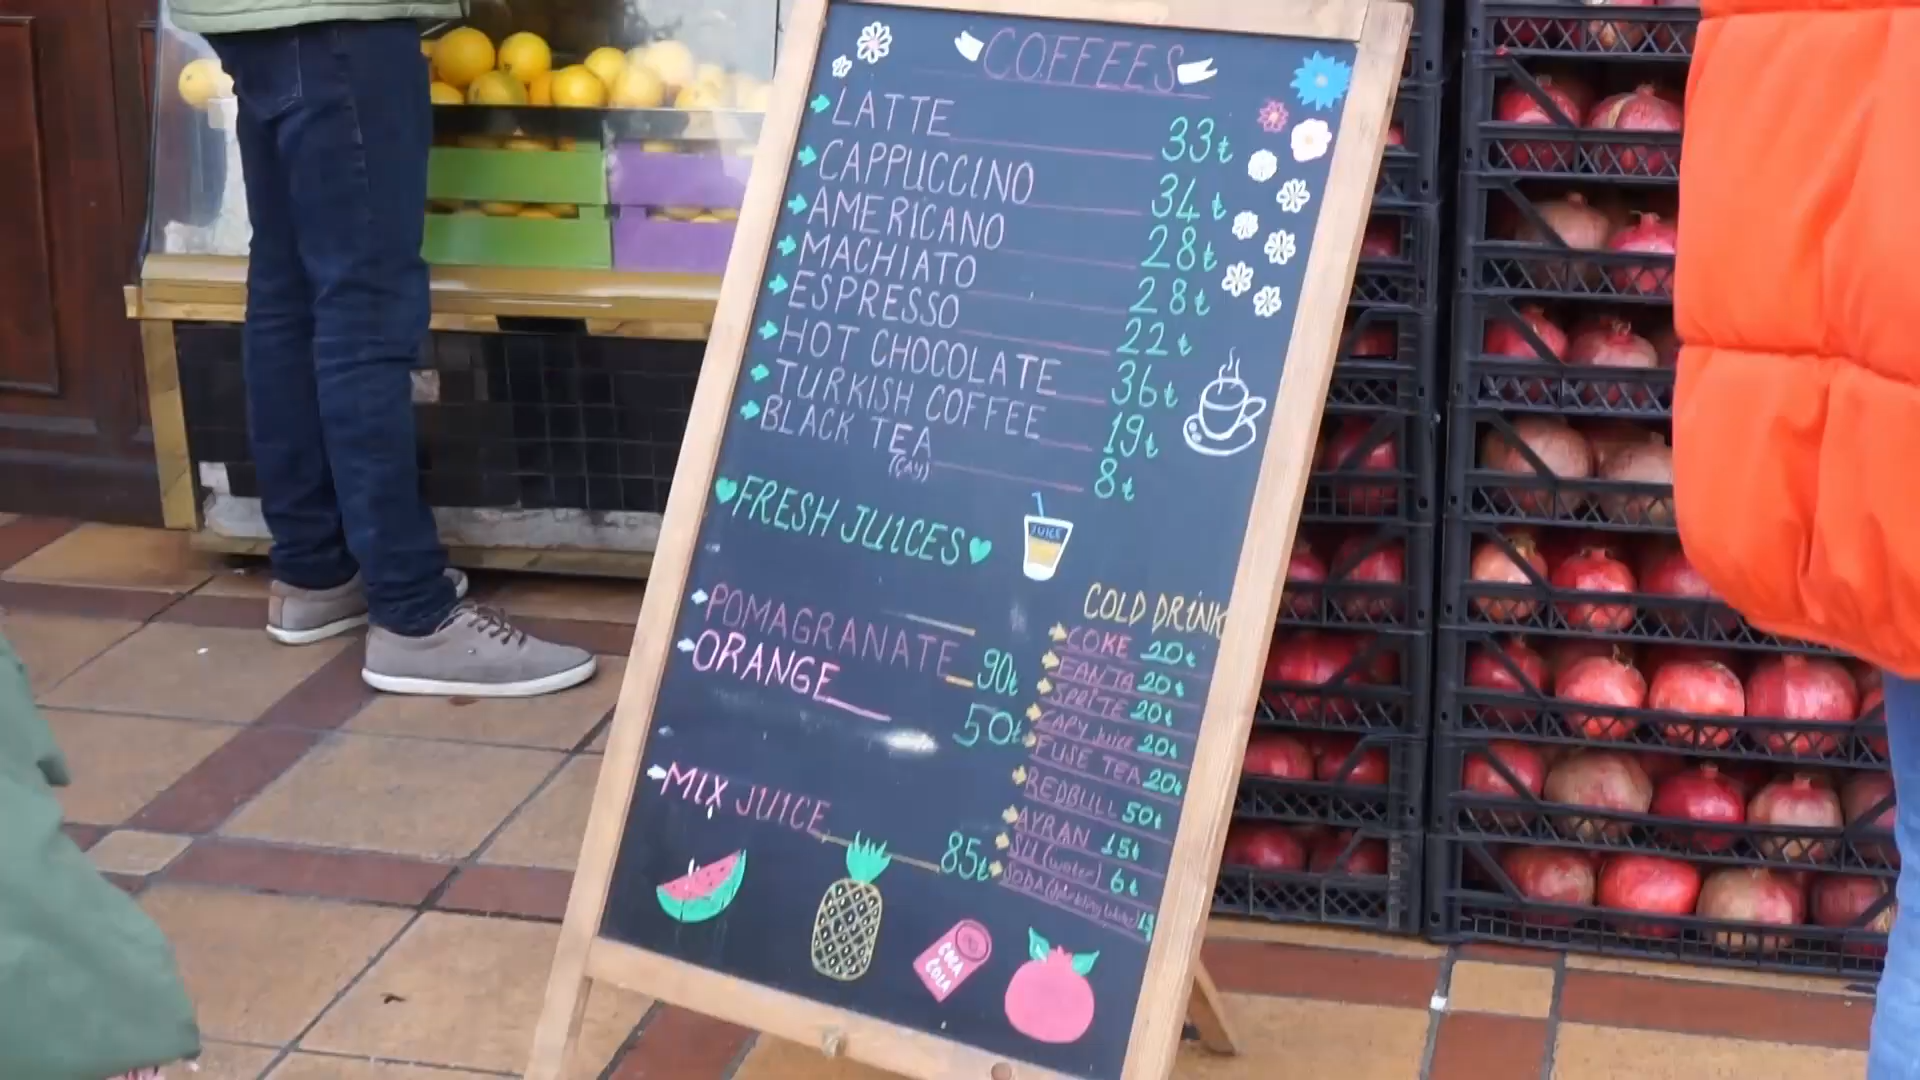 COFFEES
LATTE 33₺
CAPPUCCINO 34₺
AMERICANO 28₺
MACHIATO 28₺
ESPRESSO 22₺
HOT CHOCOLATE 36₺
TURKISH COFFEE 19₺
BLACK TEA 8₺
(ÇAY)
FRESH JUICES
JUICE
POMAGRANATE 90₺
ORANGE 50₺
MIX JUICE 85₺
COLD DRINK
COKE 20₺
FANTA 20₺
SPRITE 20₺
CAPY JUICE 20₺
FUSE TEA 20₺
REDBULL 50₺
AYRAN 15₺
SU (water) 6₺
SODA (Sparkling Water)
COCA
COLA